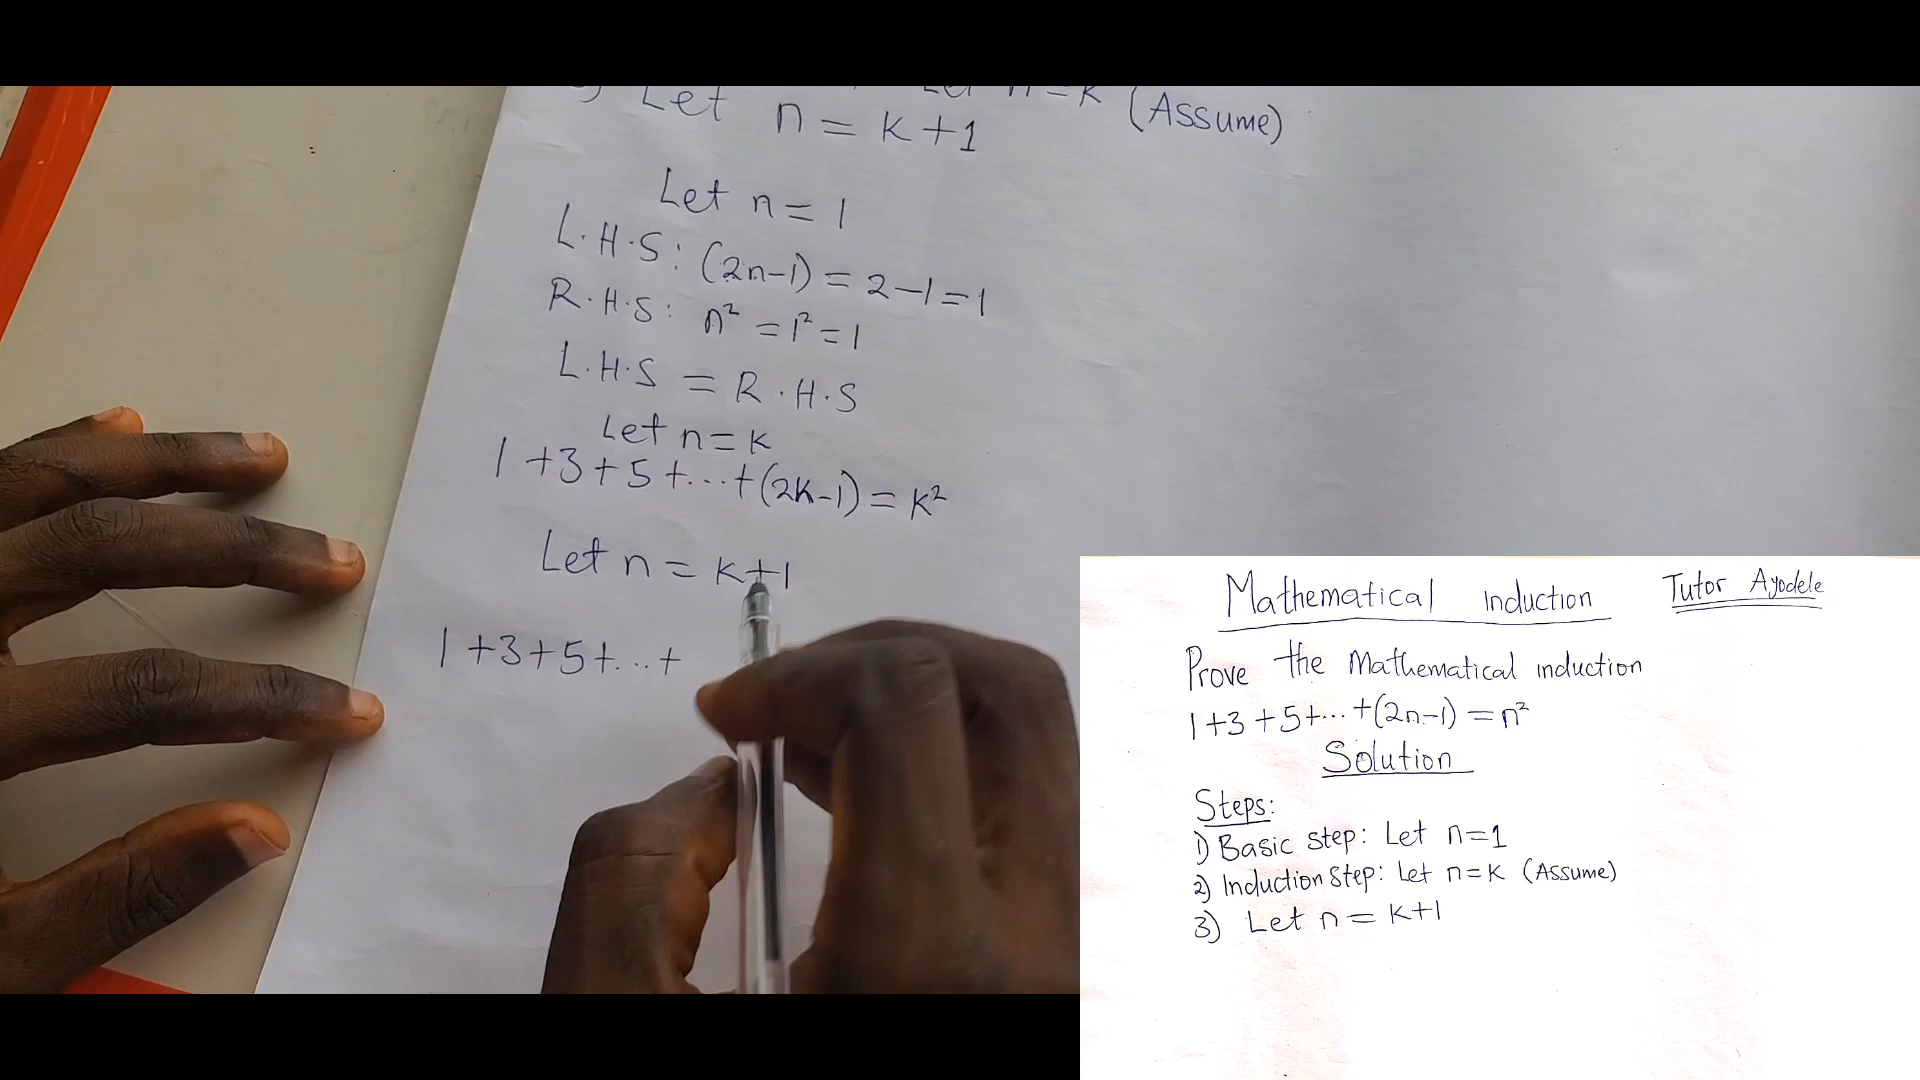 3) Let n = k+1
Let n=k (Assume)
Let n = 1
L.H.S: (2n-1) = 2-1=1
R.H.S: n² = 1² = 1
L.H.S = R.H.S
Let n=k
1+3+5+...+(2k-1) = k²
Let n = k+1
1+3+5+...+
Mathematical induction
Tutor Ayodele
Prove the Mathematical induction
1+3+5+...+(2n-1) = n²
Solution
Steps:
1) Basic step: Let n=1
2) Induction step: Let n=k (Assume)
3) Let n = k+1